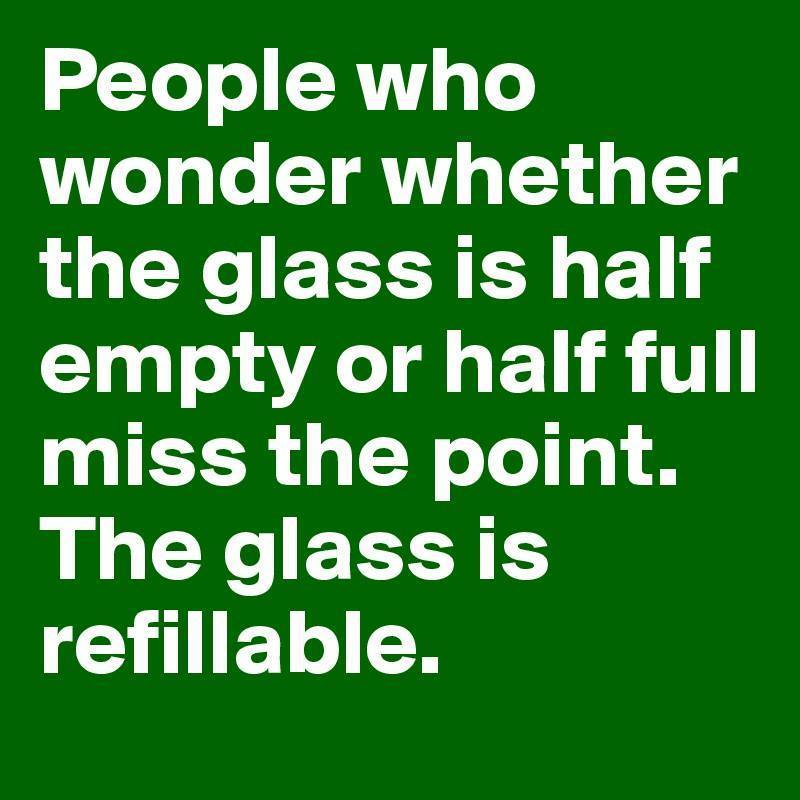 People who
wonder whether
the glass is half
empty or half full
miss the point.
The glass is
refillable.